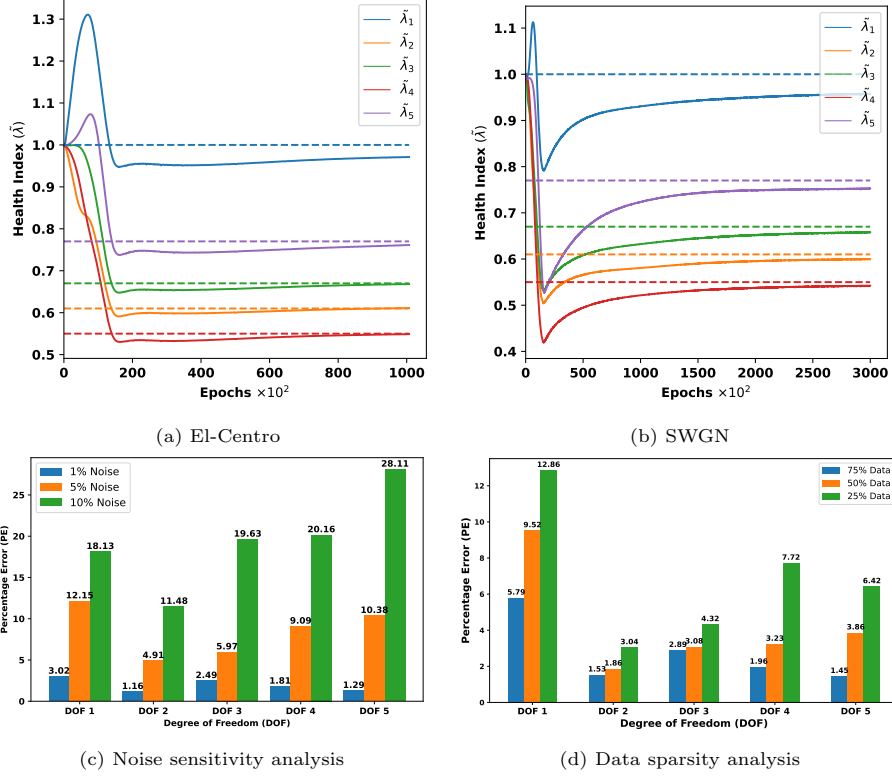 1.3
1.2
1.1
1.0
0.9
0.8
0.7
0.6
0.5
Health Index (λ̃)
0 200 400 600 800 1000
Epochs ×10²
λ̃₁
λ̃₂
λ̃₃
λ̃₄
λ̃₅
(a) El-Centro
1.1
1.0
0.9
0.8
0.7
0.6
0.5
0.4
Health Index (λ̃)
0 500 1000 1500 2000 2500 3000
Epochs ×10²
λ̃₁
λ̃₂
λ̃₃
λ̃₄
λ̃₅
(b) SWGN
1% Noise
5% Noise
10% Noise
25
20
15
10
5
0
Percentage Error (PE)
3.02 12.15 18.13
1.16 4.91 11.48
2.49 5.97 19.63
1.81 9.09 20.16
1.29 10.38 28.11
DOF 1 DOF 2 DOF 3 DOF 4 DOF 5
Degree of Freedom (DOF)
(c) Noise sensitivity analysis
75% Data
50% Data
25% Data
12
10
8
6
4
2
0
Percentage Error (PE)
5.79 9.52 12.86
1.53 1.86 3.04
2.89 3.08 4.32
1.96 3.23 7.72
1.45 3.86 6.42
DOF 1 DOF 2 DOF 3 DOF 4 DOF 5
Degree of Freedom (DOF)
(d) Data sparsity analysis